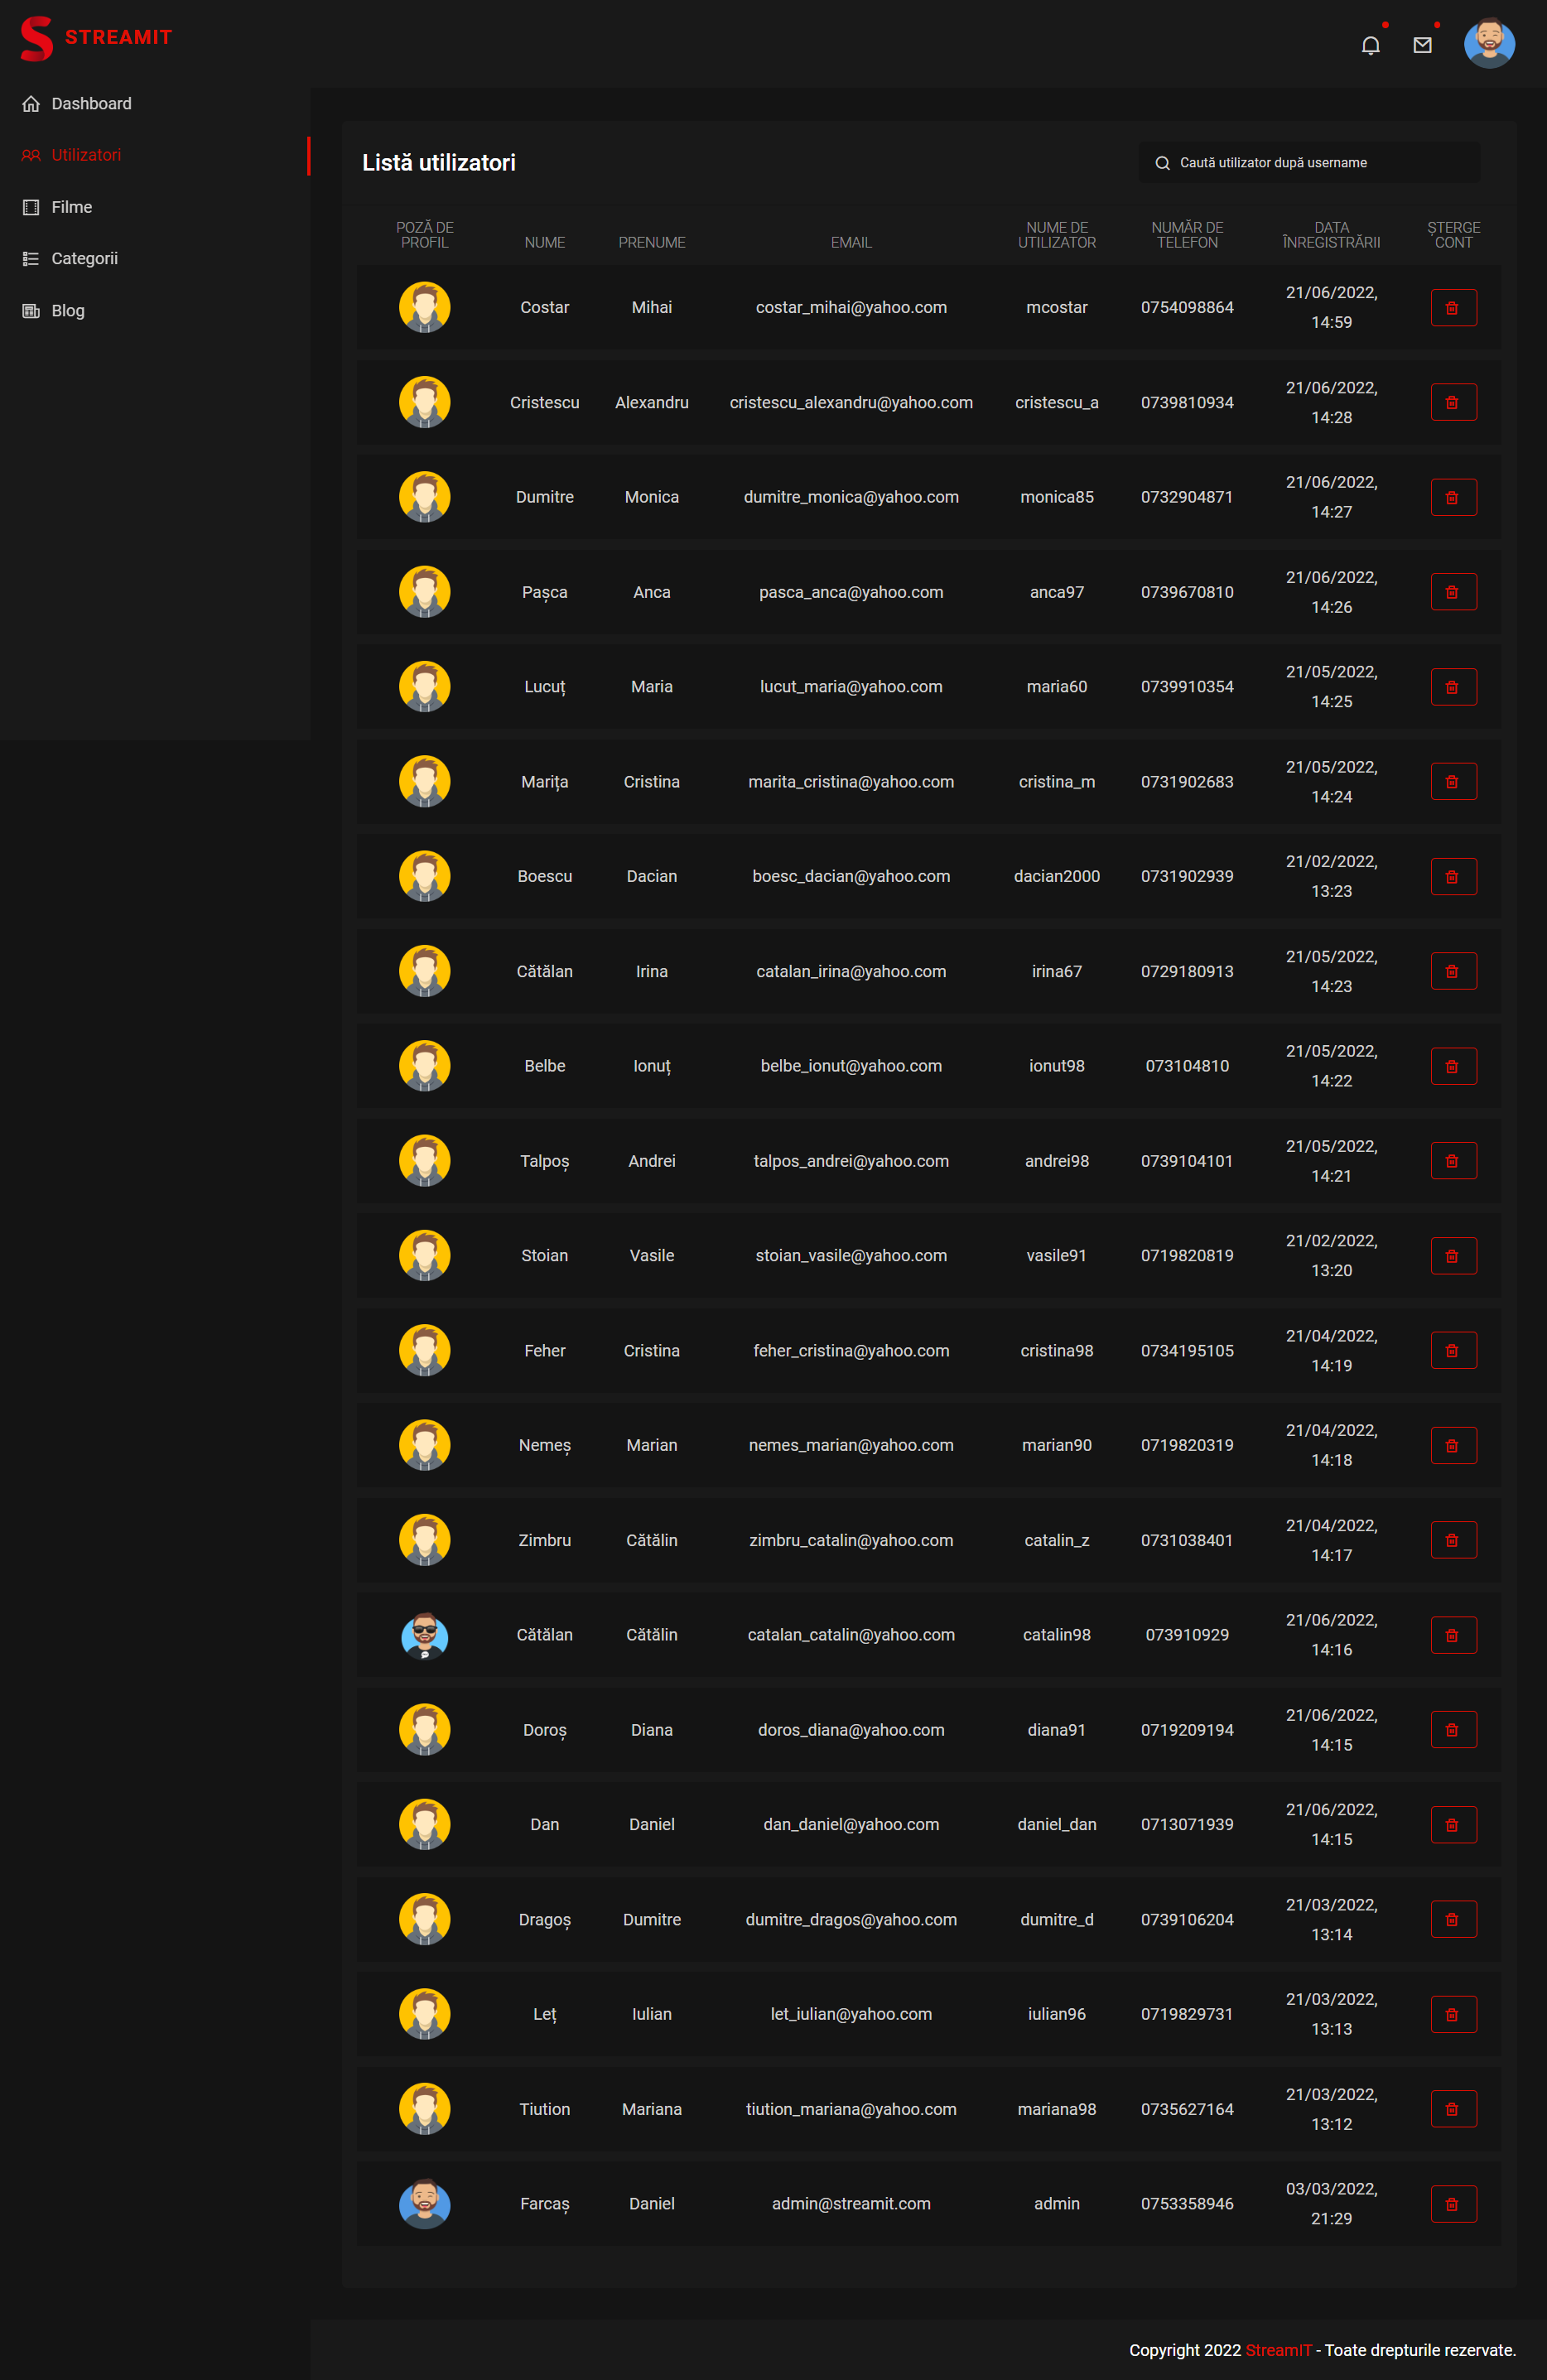 STREAMIT
Dashboard
Utilizatori
Filme
Categorii
Blog
Listă utilizatori
Caută utilizator după username
POZĂ DE PROFIL NUME PRENUME EMAIL NUME DE UTILIZATOR NUMĂR DE TELEFON DATA ÎNREGISTRĂRII ȘTERGE CONT
Costar Mihai costar_mihai@yahoo.com mcostar 0754098864 21/06/2022, 14:59
Cristescu Alexandru cristescu_alexandru@yahoo.com cristescu_a 0739810934 21/06/2022, 14:28
Dumitre Monica dumitre_monica@yahoo.com monica85 0732904871 21/06/2022, 14:27
Pașca Anca pasca_anca@yahoo.com anca97 0739670810 21/06/2022, 14:26
Lucuț Maria lucut_maria@yahoo.com maria60 0739910354 21/05/2022, 14:25
Marița Cristina marita_cristina@yahoo.com cristina_m 0731902683 21/05/2022, 14:24
Boescu Dacian boesc_dacian@yahoo.com dacian2000 0731902939 21/02/2022, 13:23
Cătălan Irina catalan_irina@yahoo.com irina67 0729180913 21/05/2022, 14:23
Belbe Ionuț belbe_ionut@yahoo.com ionut98 073104810 21/05/2022, 14:22
Talpoș Andrei talpos_andrei@yahoo.com andrei98 0739104101 21/05/2022, 14:21
Stoian Vasile stoian_vasile@yahoo.com vasile91 0719820819 21/02/2022, 13:20
Feher Cristina feher_cristina@yahoo.com cristina98 0734195105 21/04/2022, 14:19
Nemeș Marian nemes_marian@yahoo.com marian90 0719820319 21/04/2022, 14:18
Zimbru Cătălin zimbru_catalin@yahoo.com catalin_z 0731038401 21/04/2022, 14:17
Cătălan Cătălin catalan_catalin@yahoo.com catalin98 073910929 21/06/2022, 14:16
Doroș Diana doros_diana@yahoo.com diana91 0719209194 21/06/2022, 14:15
Dan Daniel dan_daniel@yahoo.com daniel_dan 0713071939 21/06/2022, 14:15
Dragoș Dumitre dumitre_dragos@yahoo.com dumitre_d 0739106204 21/03/2022, 13:14
Leț Iulian let_iulian@yahoo.com iulian96 0719829731 21/03/2022, 13:13
Tiution Mariana tiution_mariana@yahoo.com mariana98 0735627164 21/03/2022, 13:12
Farcaș Daniel admin@streamit.com admin 0753358946 03/03/2022, 21:29
Copyright 2022 StreamIT - Toate drepturile rezervate.